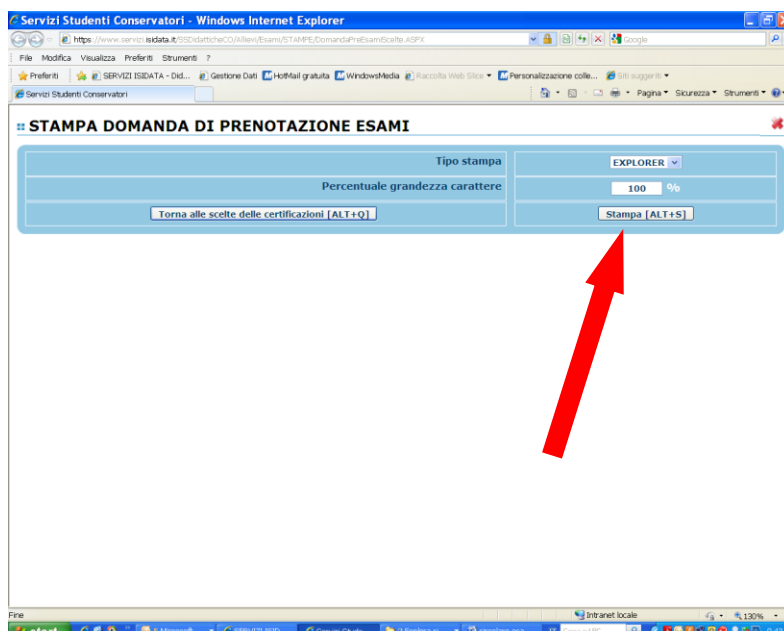 Servizi Studenti Conservatori - Windows Internet Explorer
https://www.servizi.isidata.it/SSDidatticheCO/Allievi/Esami/STAMPE/DomandaPreEsamiScelte.ASPX
Google
File Modifica Visualizza Preferiti Strumenti ?
Preferiti SERVIZI ISIDATA - Did... Gestione Dati HotMail gratuita WindowsMedia Raccolta Web Slice Personalizzazione colle... Siti suggeriti
Servizi Studenti Conservatori Pagina Sicurezza Strumenti
:: STAMPA DOMANDA DI PRENOTAZIONE ESAMI
Tipo stampa EXPLORER
Percentuale grandezza carattere 100 %
Torna alle scelte delle certificazioni [ALT+Q] Stampa [ALT+S]
Fine Intranet locale 130%
start